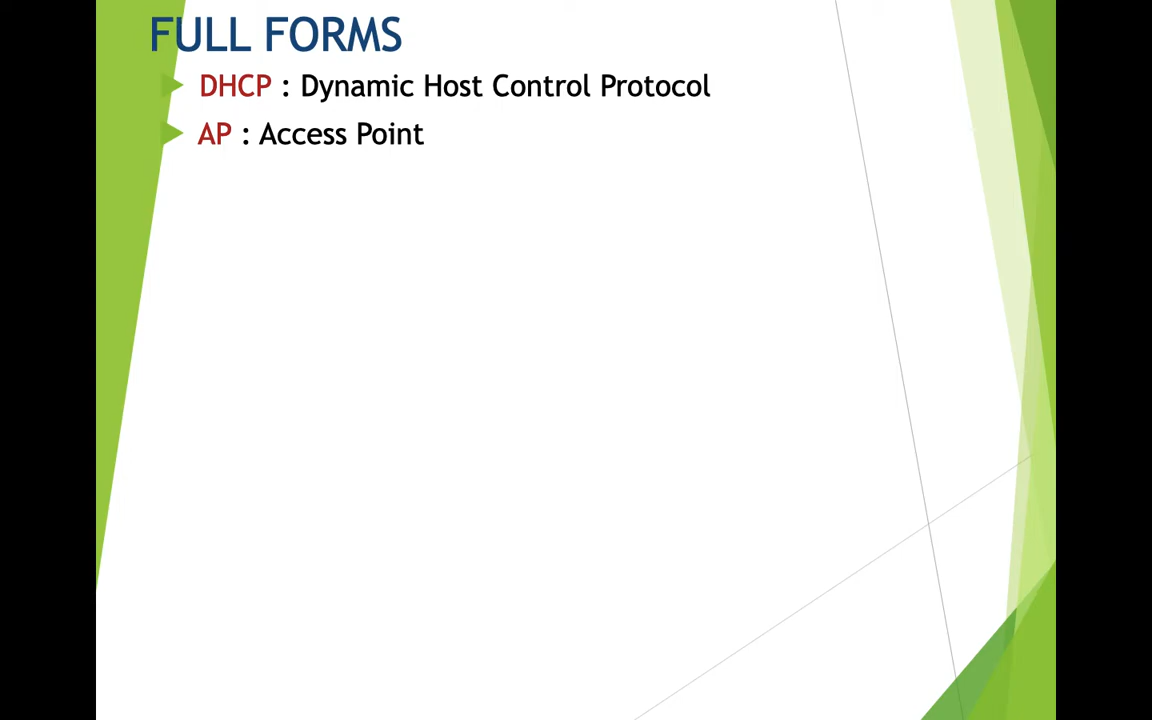 FULL FORMS
DHCP : Dynamic Host Control Protocol
AP : Access Point